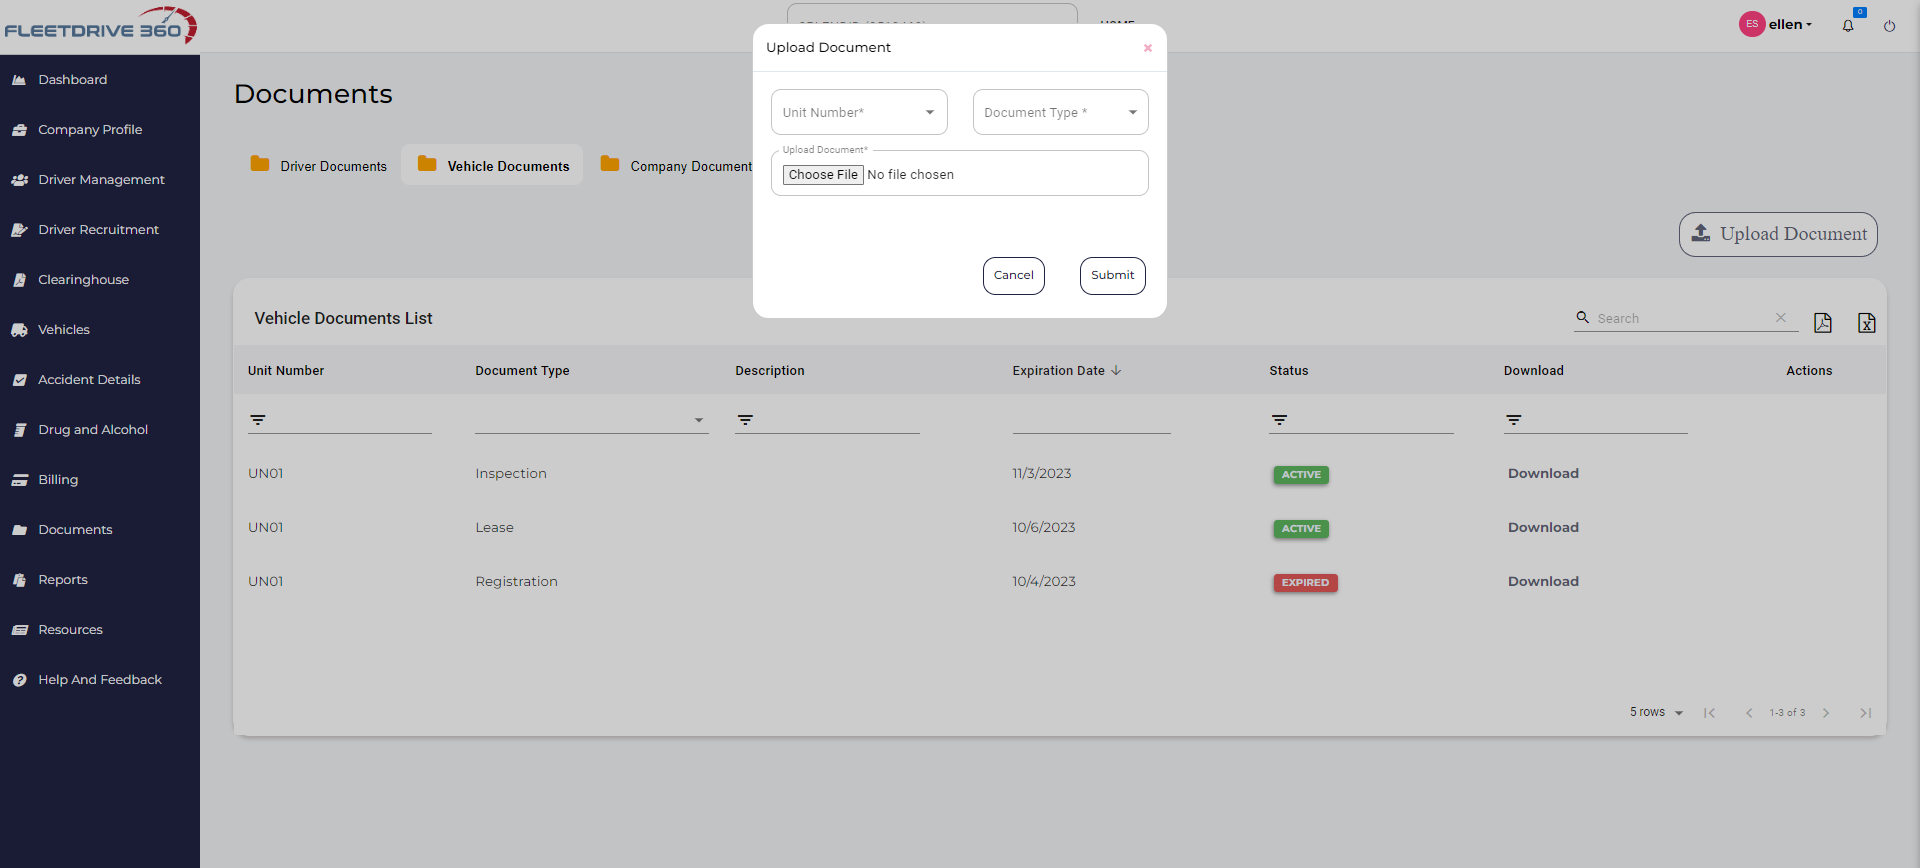 FLEETDRIVE 360
HOME
ES ellen
0
Dashboard
Company Profile
Driver Management
Driver Recruitment
Clearinghouse
Vehicles
Accident Details
Drug and Alcohol
Billing
Documents
Reports
Resources
Help And Feedback
Documents
Driver Documents
Vehicle Documents
Company Document
Upload Document
Upload Document
Unit Number*
Document Type *
Upload Document*
Choose File No file chosen
Cancel
Submit
Vehicle Documents List
Search
Unit Number Document Type Description Expiration Date Status Download Actions
UN01 Inspection 11/3/2023 ACTIVE Download
UN01 Lease 10/6/2023 ACTIVE Download
UN01 Registration 10/4/2023 EXPIRED Download
5 rows 1-3 of 3